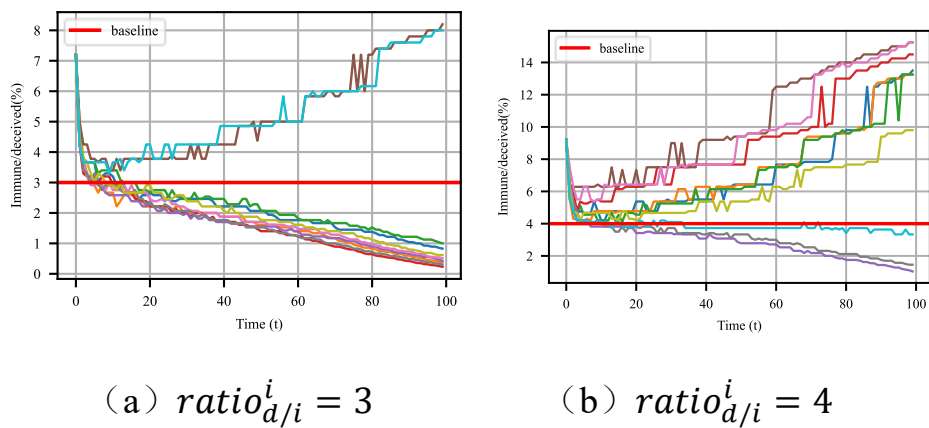 baseline
Immune/deceived(%)
8
7
6
5
4
3
2
1
0
0 20 40 60 80 100
Time (t)
（a）ratio^i_{d/i} = 3
baseline
Immune/deceived(%)
14
12
10
8
6
4
2
0 20 40 60 80 100
Time (t)
（b）ratio^i_{d/i} = 4